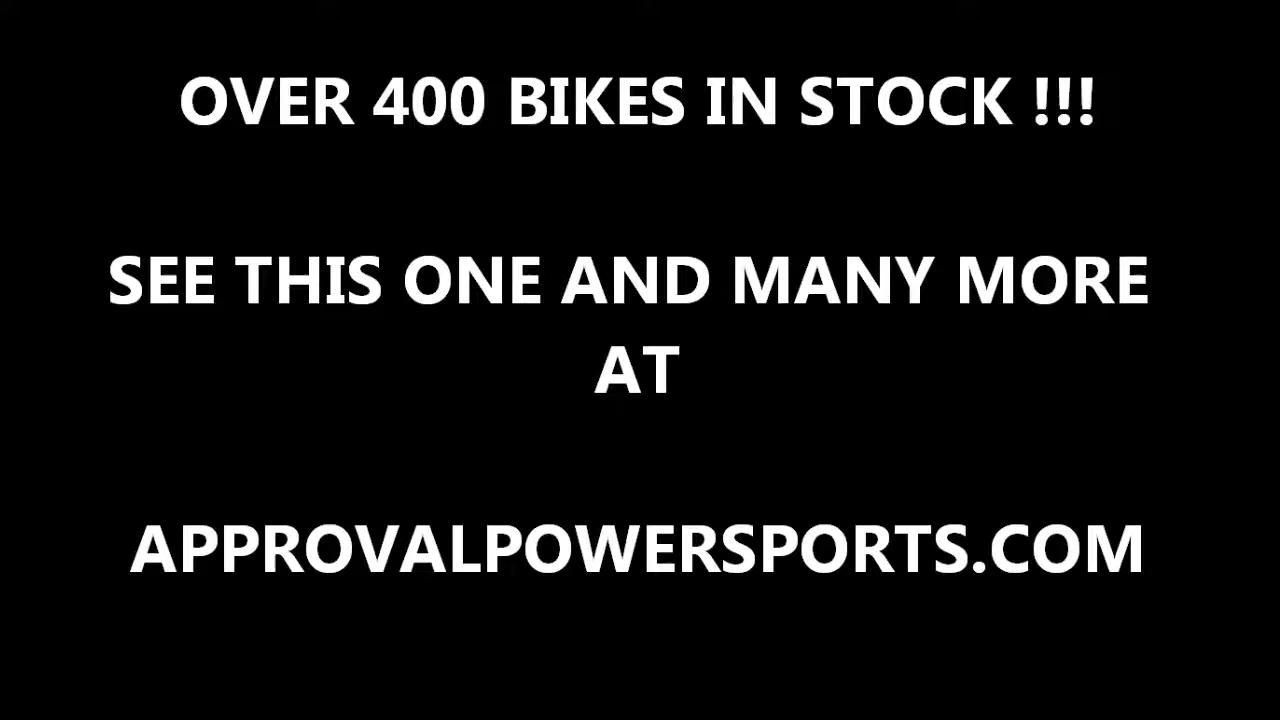 OVER 400 BIKES IN STOCK !!!
SEE THIS ONE AND MANY MORE
AT
APPROVALPOWERSPORTS.COM